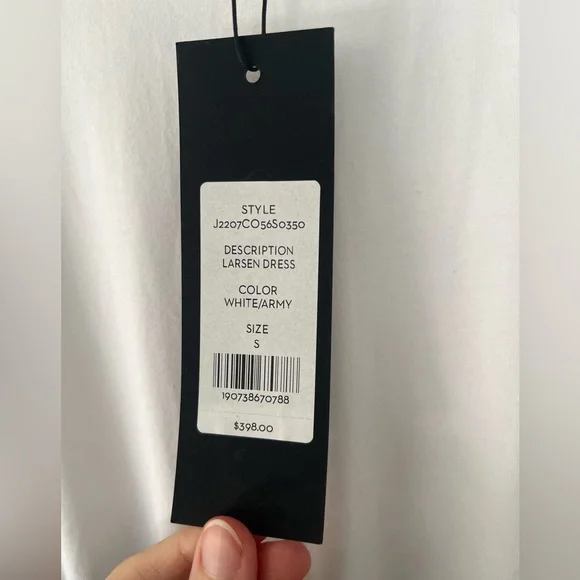 STYLE
J2207CO56S0350
DESCRIPTION
LARSEN DRESS
COLOR
WHITE/ARMY
SIZE
S
190738670788
$398.00